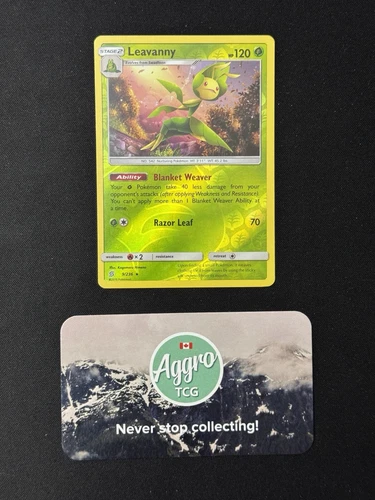 STAGE 2
Leavanny
HP120
Evolves from Swadloon
Ability Blanket Weaver
Your Pokémon take 40 less damage from your
opponent's attacks (after applying Weakness and Resistance).
You can't apply more than 1 Blanket Weaver Ability at
a time.
Razor Leaf 70
weakness ×2 resistance retreat
Aggro
TCG
Never stop collecting!